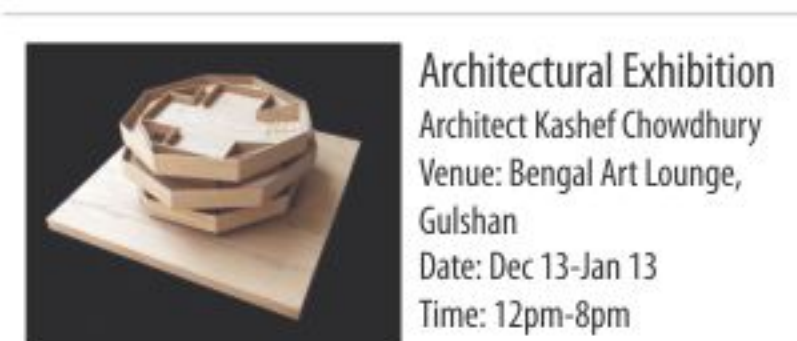 Architectural Exhibition
Architect Kashef Chowdhury
Venue: Bengal Art Lounge,
Gulshan
Date: Dec 13-Jan 13
Time: 12pm-8pm